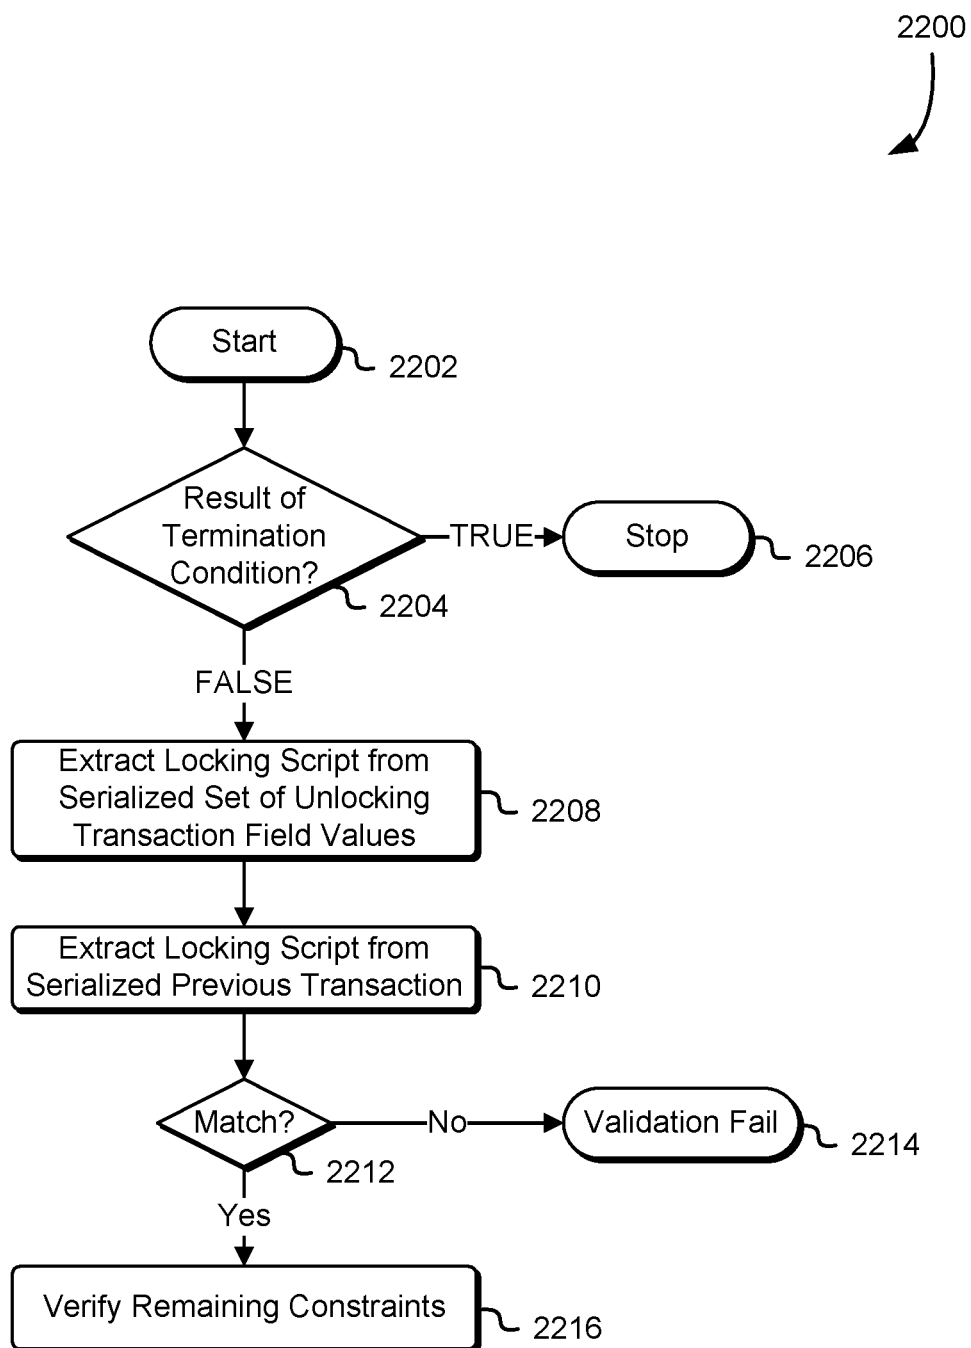 2200
Start
2202
Result of
Termination
Condition?
TRUE
Stop
2206
2204
FALSE
Extract Locking Script from
Serialized Set of Unlocking
Transaction Field Values
2208
Extract Locking Script from
Serialized Previous Transaction
2210
Match?
No
Validation Fail
2214
2212
Yes
Verify Remaining Constraints
2216